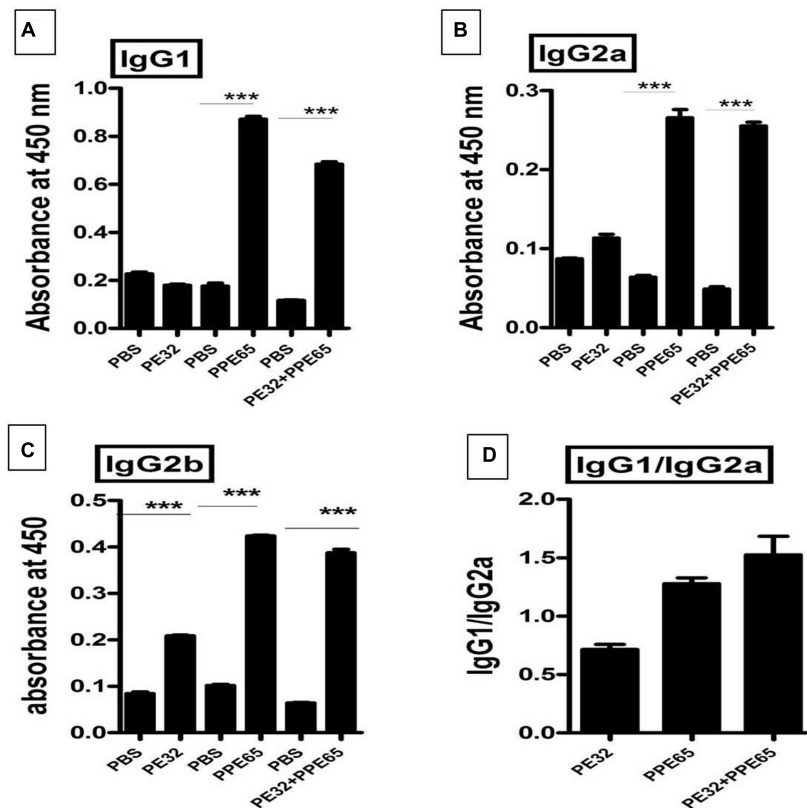 A
IgG1
Absorbance at 450 nm
1.0
0.8
0.6
0.4
0.2
0.0
***
***
PBS
PE32
PBS
PPE65
PBS
PE32+PPE65
B
IgG2a
Absorbance at 450 nm
0.3
0.2
0.1
0.0
***
***
PBS
PE32
PBS
PPE65
PBS
PE32+PPE65
C
IgG2b
absorbance at 450
0.5
0.4
0.3
0.2
0.1
0.0
***
***
***
PBS
PE32
PBS
PPE65
PBS
PE32+PPE65
D
IgG1/IgG2a
IgG1/IgG2a
2.0
1.5
1.0
0.5
0.0
PE32
PPE65
PE32+PPE65